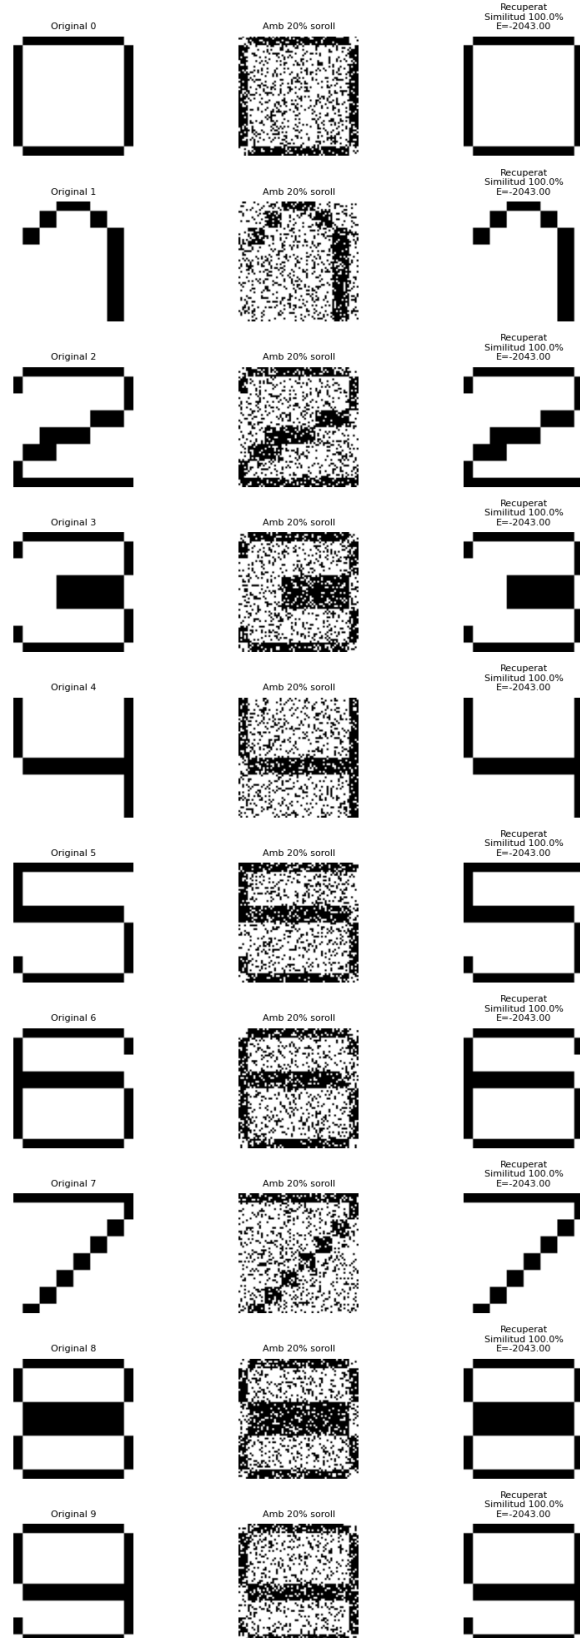 Original 0
Amb 20% soroll
Recuperat
Similitud 100.0%
E=-2043.00
Original 1
Amb 20% soroll
Recuperat
Similitud 100.0%
E=-2043.00
Original 2
Amb 20% soroll
Recuperat
Similitud 100.0%
E=-2043.00
Original 3
Amb 20% soroll
Recuperat
Similitud 100.0%
E=-2043.00
Original 4
Amb 20% soroll
Recuperat
Similitud 100.0%
E=-2043.00
Original 5
Amb 20% soroll
Recuperat
Similitud 100.0%
E=-2043.00
Original 6
Amb 20% soroll
Recuperat
Similitud 100.0%
E=-2043.00
Original 7
Amb 20% soroll
Recuperat
Similitud 100.0%
E=-2043.00
Original 8
Amb 20% soroll
Recuperat
Similitud 100.0%
E=-2043.00
Original 9
Amb 20% soroll
Recuperat
Similitud 100.0%
E=-2043.00